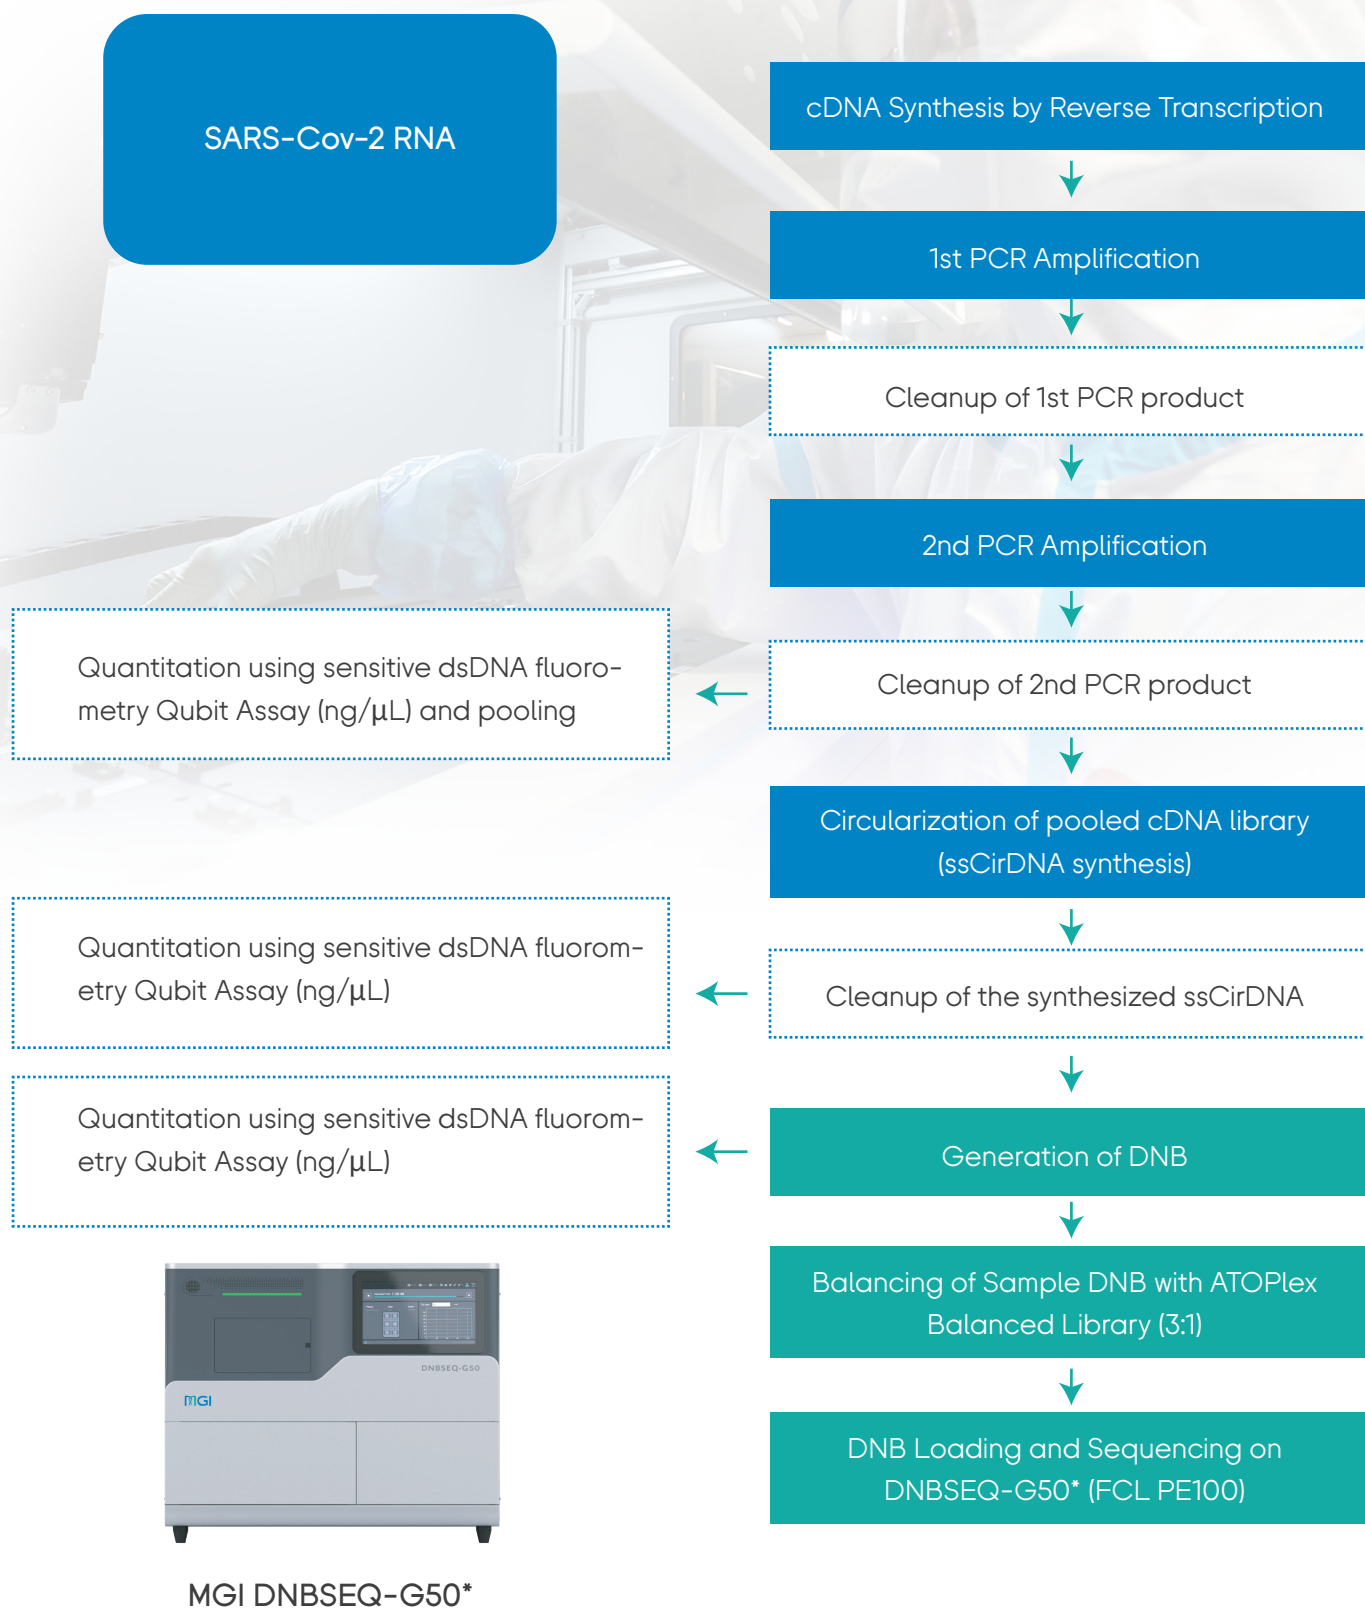 SARS-Cov-2 RNA
cDNA Synthesis by Reverse Transcription
1st PCR Amplification
Cleanup of 1st PCR product
2nd PCR Amplification
Cleanup of 2nd PCR product
Quantitation using sensitive dsDNA fluoro-
metry Qubit Assay (ng/µL) and pooling
Circularization of pooled cDNA library
(ssCirDNA synthesis)
Cleanup of the synthesized ssCirDNA
Quantitation using sensitive dsDNA fluorom-
etry Qubit Assay (ng/µL)
Generation of DNB
Quantitation using sensitive dsDNA fluorom-
etry Qubit Assay (ng/µL)
Balancing of Sample DNB with ATOPlex
Balanced Library (3:1)
DNB Loading and Sequencing on
DNBSEQ-G50* (FCL PE100)
DNBSEQ-G50
MGI
MGI DNBSEQ-G50*